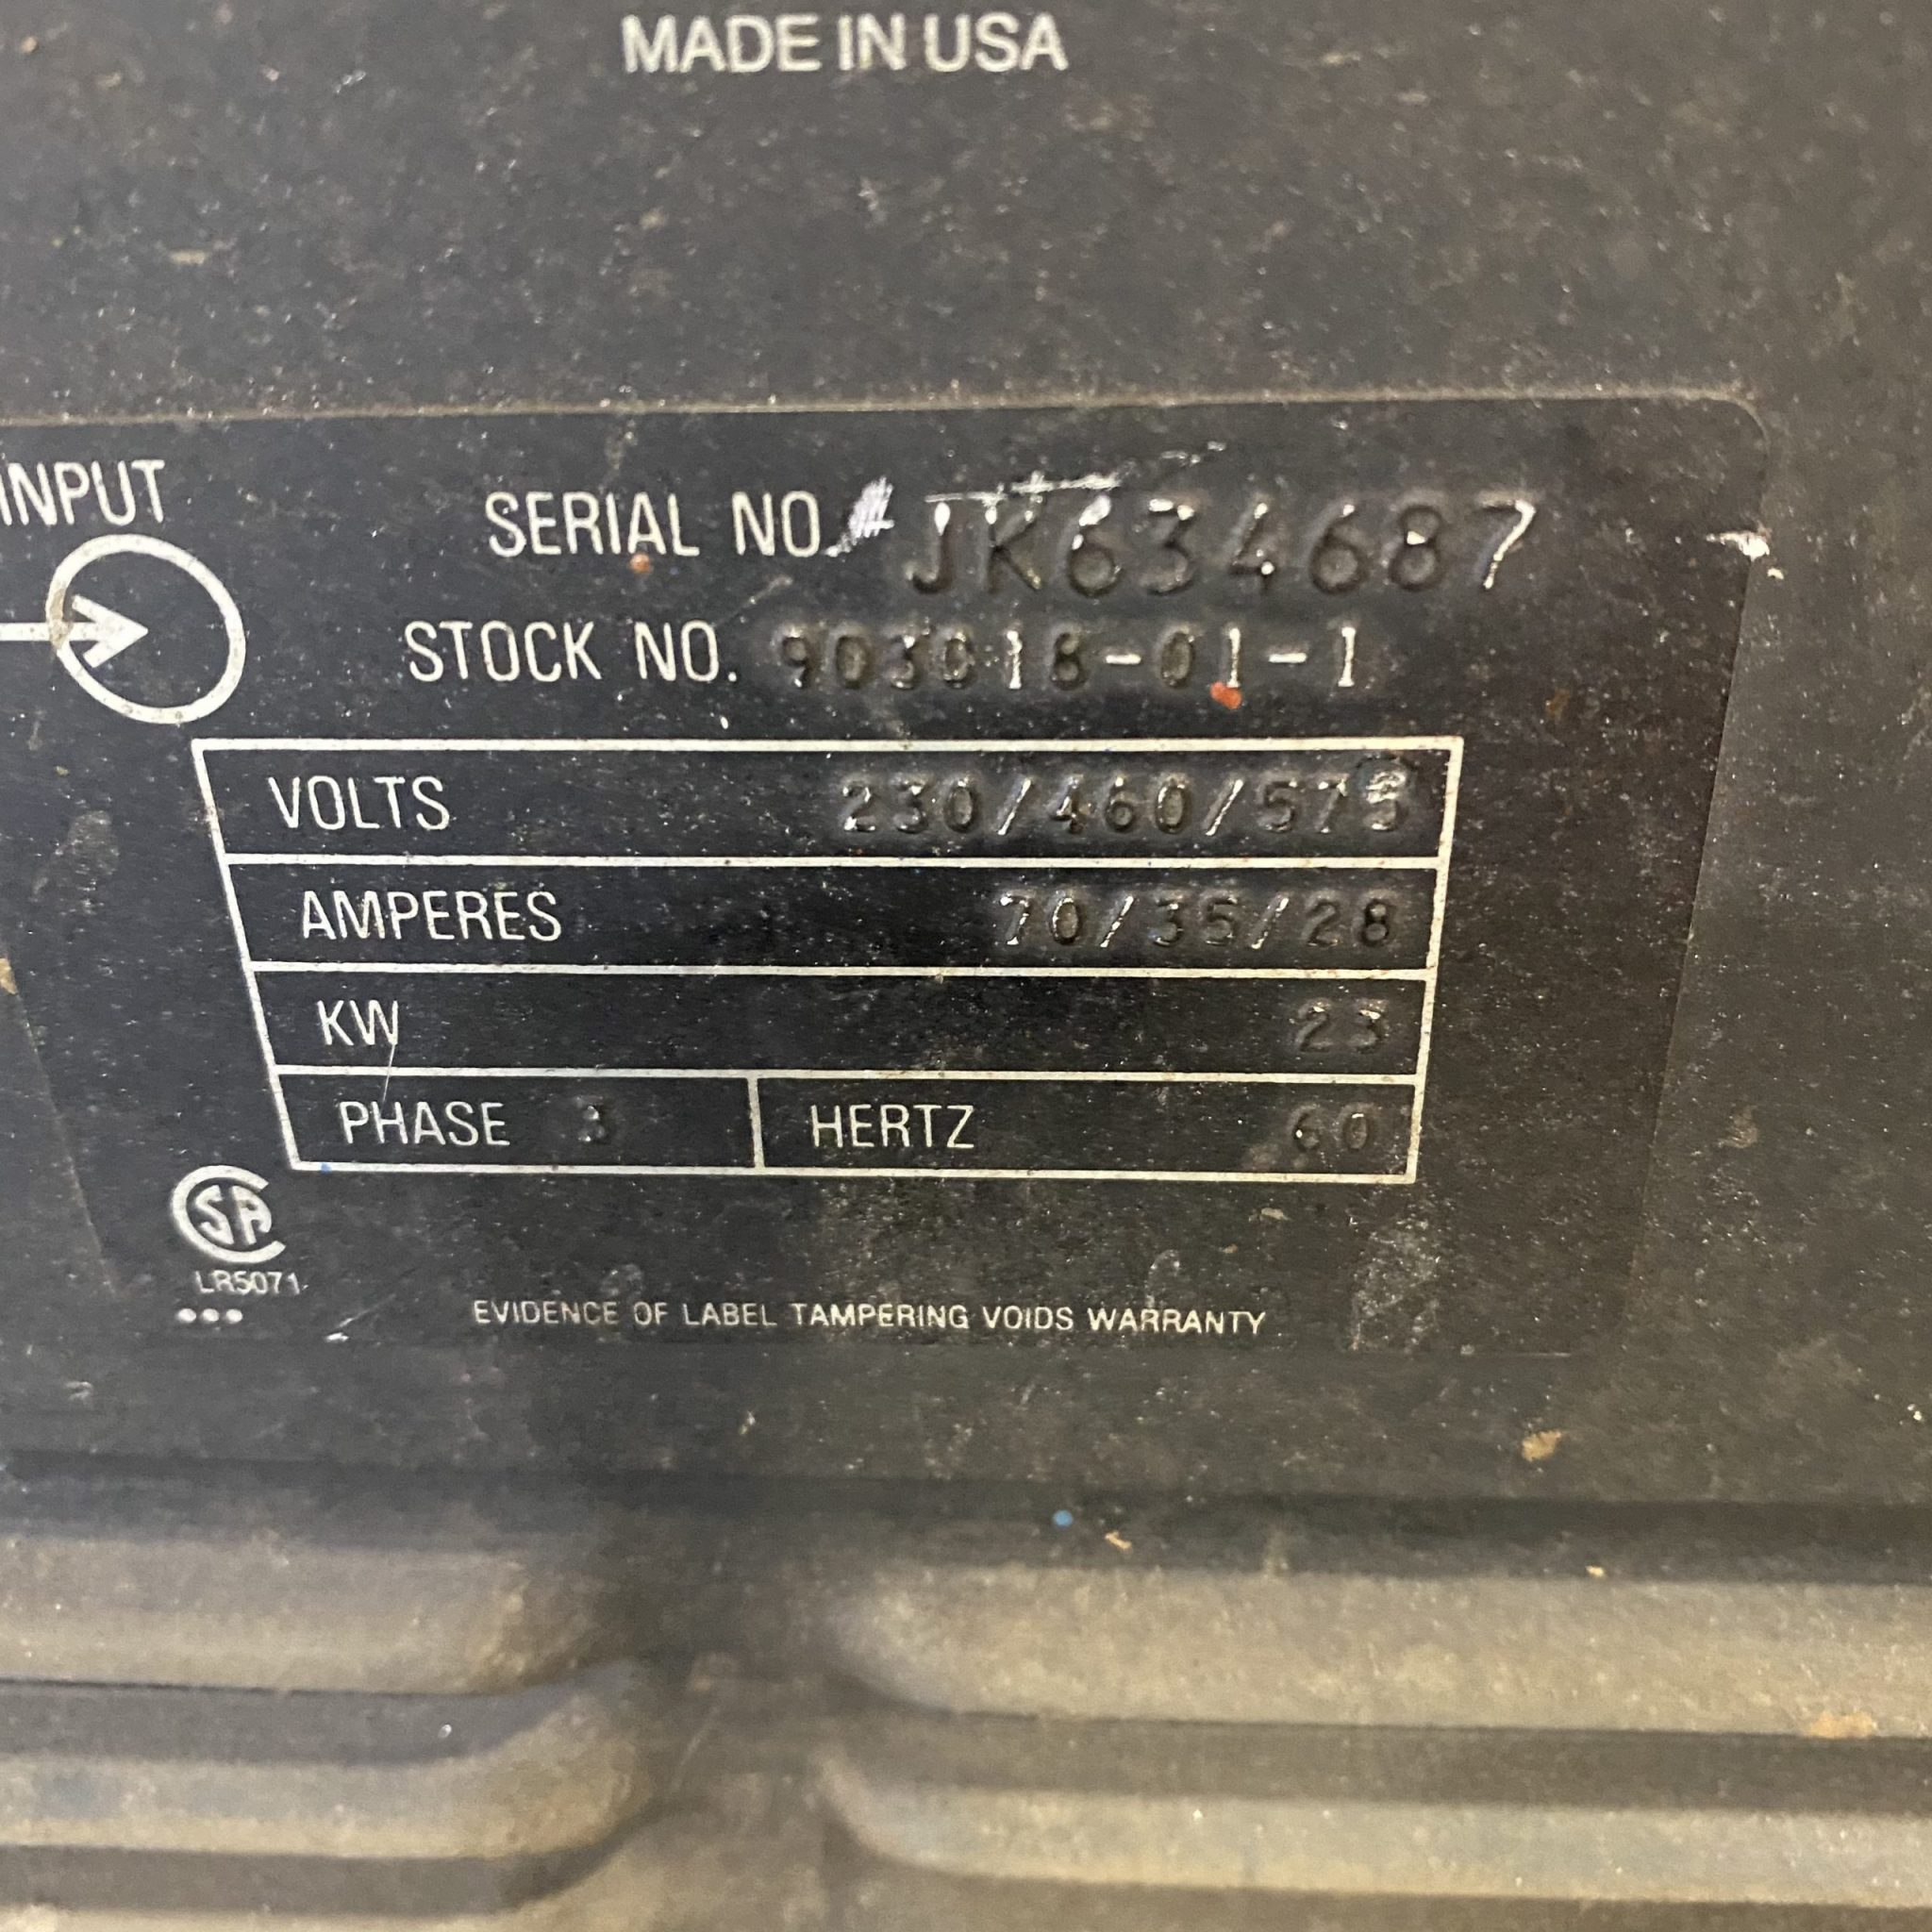 MADE IN USA
INPUT
SERIAL NO. JK634687
STOCK NO. 903018-01-1
VOLTS 230/460/575
AMPERES 70/35/28
KW 23
PHASE 3 HERTZ 60
SA
LR5071
EVIDENCE OF LABEL TAMPERING VOIDS WARRANTY